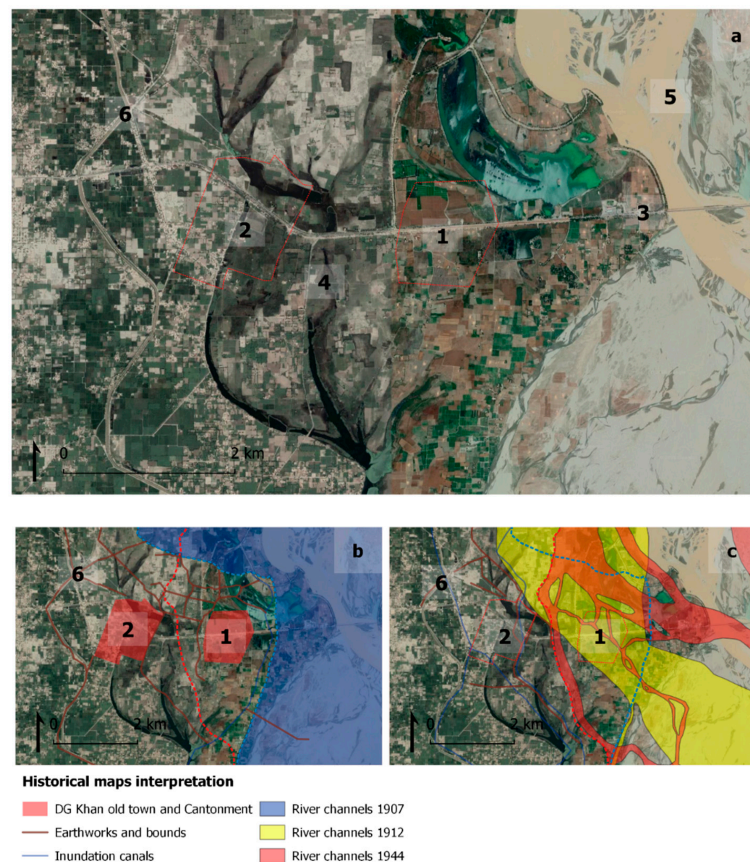 a
6
5
2
1
3
4
0
2 km
b
6
2
1
0
2 km
c
6
2
1
0
2 km
Historical maps interpretation
DG Khan old town and Cantonment
River channels 1907
Earthworks and bounds
River channels 1912
Inundation canals
River channels 1944